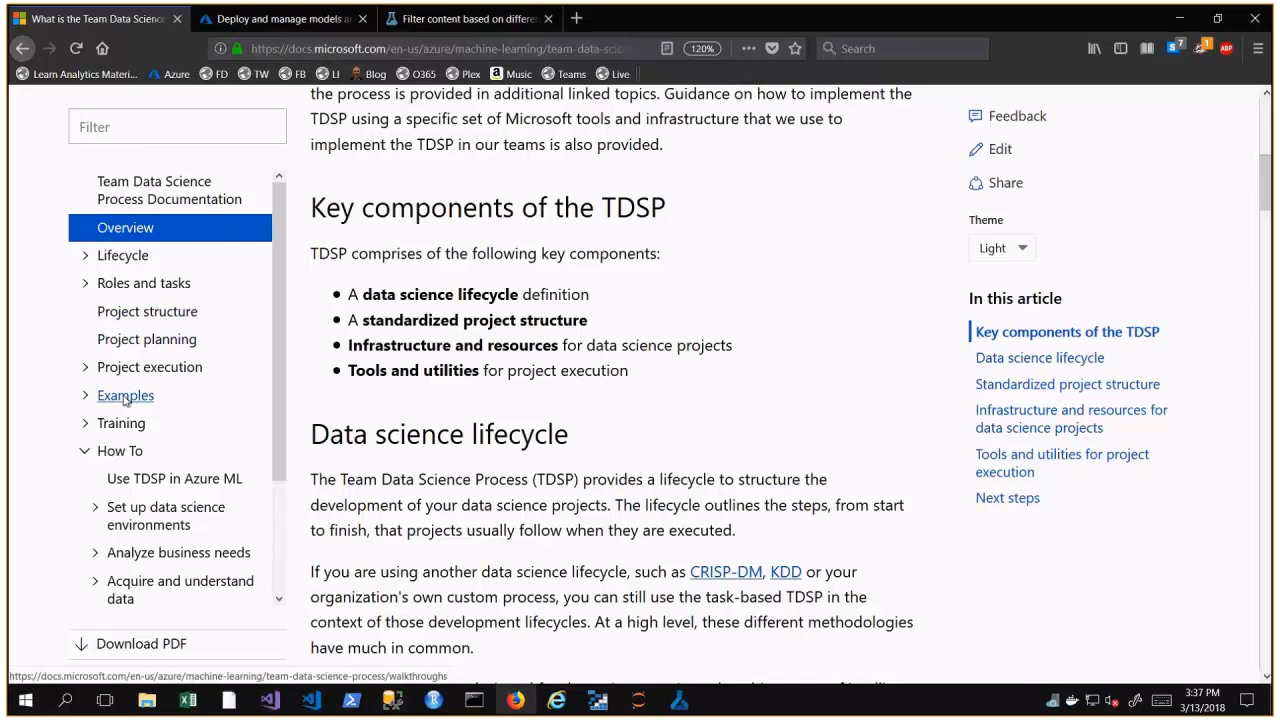 What is the Team Data Science
Deploy and manage models a
Filter content based on differe
https://docs.microsoft.com/en-us/azure/machine-learning/team-data-scie
120%
Search
7
1
ABP
Learn Analytics Materi...
Azure
FD
TW
FB
LI
Blog
O365
Plex
Music
Teams
Live
the process is provided in additional linked topics. Guidance on how to implement the
TDSP using a specific set of Microsoft tools and infrastructure that we use to
implement the TDSP in our teams is also provided.
Key components of the TDSP
TDSP comprises of the following key components:
A data science lifecycle definition
A standardized project structure
Infrastructure and resources for data science projects
Tools and utilities for project execution
Data science lifecycle
The Team Data Science Process (TDSP) provides a lifecycle to structure the
development of your data science projects. The lifecycle outlines the steps, from start
to finish, that projects usually follow when they are executed.
If you are using another data science lifecycle, such as CRISP-DM, KDD or your
organization's own custom process, you can still use the task-based TDSP in the
context of those development lifecycles. At a high level, these different methodologies
have much in common.
Filter
Team Data Science
Process Documentation
Overview
Lifecycle
Roles and tasks
Project structure
Project planning
Project execution
Examples
Training
How To
Use TDSP in Azure ML
Set up data science
environments
Analyze business needs
Acquire and understand
data
Download PDF
Feedback
Edit
Share
Theme
Light
In this article
Key components of the TDSP
Data science lifecycle
Standardized project structure
Infrastructure and resources for
data science projects
Tools and utilities for project
execution
Next steps
https://docs.microsoft.com/en-us/azure/machine-learning/team-data-science-process/walkthroughs
3:37 PM
3/13/2018